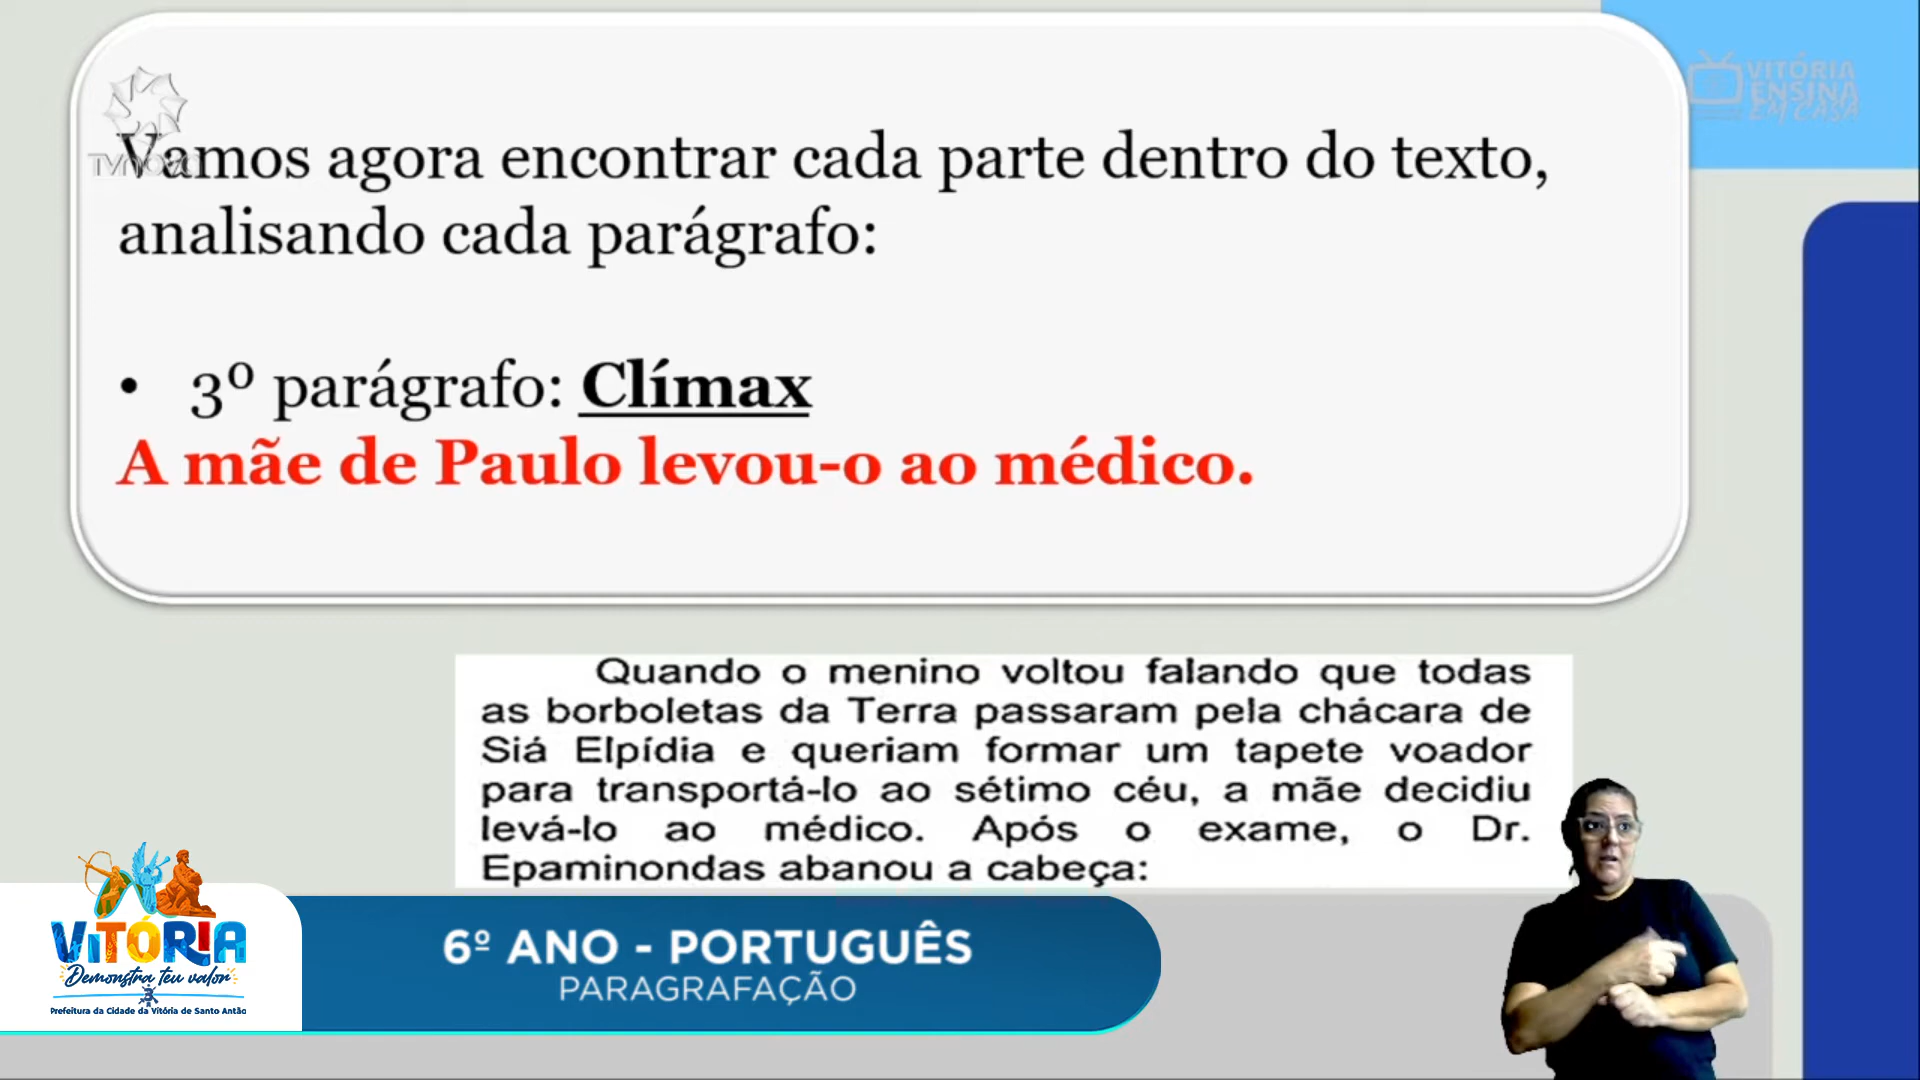 VITÓRIA
ENSINA
EM CASA
TV NOVO
Vamos agora encontrar cada parte dentro do texto,
analisando cada parágrafo:
• 3º parágrafo: Clímax
A mãe de Paulo levou-o ao médico.
Quando o menino voltou falando que todas
as borboletas da Terra passaram pela chácara de
Siá Elpídia e queriam formar um tapete voador
para transportá-lo ao sétimo céu, a mãe decidiu
levá-lo ao médico. Após o exame, o Dr.
Epaminondas abanou a cabeça:
VITÓRIA
Demonstra teu valor
Prefeitura da Cidade da Vitória de Santo Antão
6º ANO - PORTUGUÊS
PARAGRAFAÇÃO